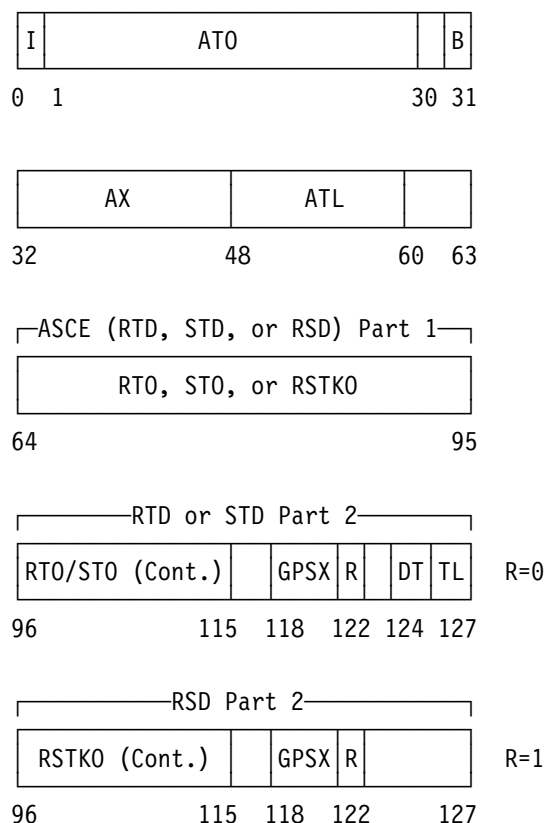 I ATO B
0 1 30 31
AX ATL
32 48 60 63
ASCE (RTD, STD, or RSD) Part 1
RTO, STO, or RSTKO
64 95
RTD or STD Part 2
RTO/STO (Cont.) GPSX R DT TL R=0
96 115 118 122 124 127
RSD Part 2
RSTKO (Cont.) GPSX R R=1
96 115 118 122 127